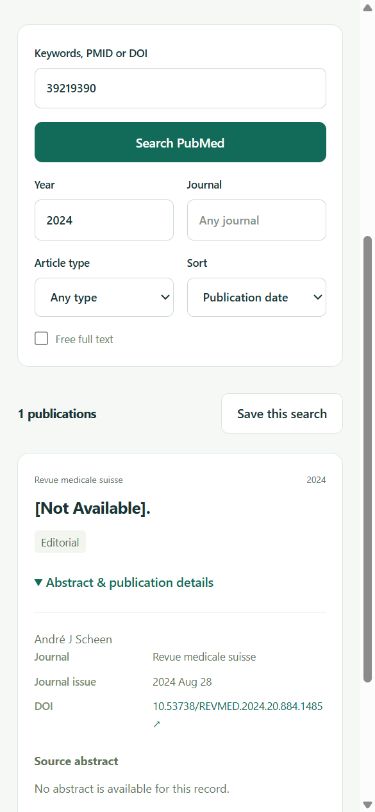 Keywords, PMID or DOI
39219390
Search PubMed
Year
Journal
2024
Any journal
Article type
Sort
Any type
Publication date
Free full text
1 publications
Save this search
Revue medicale suisse
2024
[Not Available].
Editorial
▼ Abstract & publication details
André J Scheen
Journal
Revue medicale suisse
Journal issue
2024 Aug 28
DOI
10.53738/REVMED.2024.20.884.1485
↗
Source abstract
No abstract is available for this record.